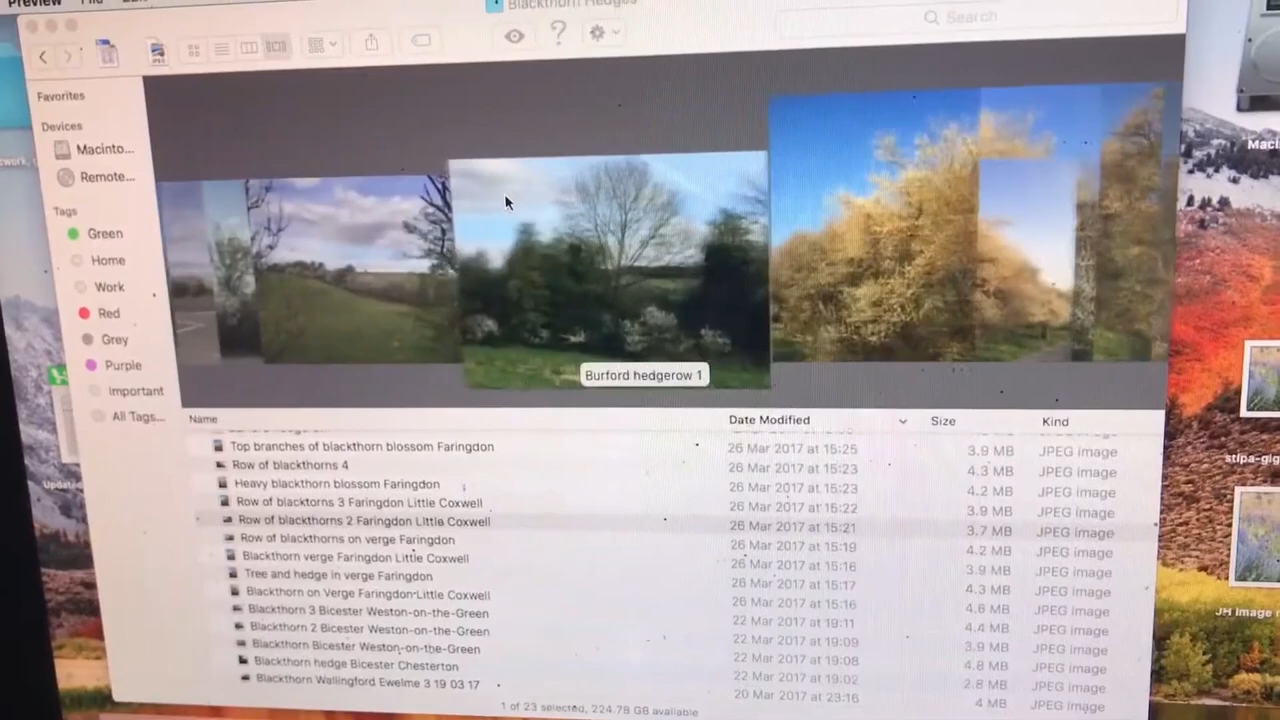 Preview File
Blackthorn Hedges
Search
JPEG
Favorites
Devices
Macinto...
Remote...
Tags
Green
Home
Work
Red
Grey
Purple
Important
All Tags...
Burford hedgerow 1
Name Date Modified Size Kind
Top branches of blackthorn blossom Faringdon 26 Mar 2017 at 15:25 3.9 MB JPEG image
Row of blackthorns 4 26 Mar 2017 at 15:23 4.3 MB JPEG image
Heavy blackthorn blossom Faringdon 26 Mar 2017 at 15:23 4.2 MB JPEG image
Row of blacktorns 3 Faringdon Little Coxwell 26 Mar 2017 at 15:22 3.9 MB JPEG image
Row of blackthorns 2 Faringdon Little Coxwell 26 Mar 2017 at 15:21 3.7 MB JPEG image
Row of blackthorns on verge Faringdon 26 Mar 2017 at 15:19 4.2 MB JPEG image
Blackthorn verge Faringdon Little Coxwell 26 Mar 2017 at 15:16 3.9 MB JPEG image
Tree and hedge in verge Faringdon 26 Mar 2017 at 15:17 4.3 MB JPEG image
Blackthorn on Verge Faringdon-Little Coxwell 26 Mar 2017 at 15:16 4.6 MB JPEG image
Blackthorn 3 Bicester Weston-on-the-Green 22 Mar 2017 at 19:11 4.4 MB JPEG image
Blackthorn 2 Bicester Weston-on-the-Green 22 Mar 2017 at 19:09 3.9 MB JPEG image
Blackthorn Bicester Weston-on-the-Green 22 Mar 2017 at 19:08 4.8 MB JPEG image
Blackthorn hedge Bicester Chesterton 22 Mar 2017 at 19:02 2.8 MB JPEG image
Blackthorn Wallingford Ewelme 3 19 03 17 20 Mar 2017 at 23:16 4 MB JPEG image
1 of 23 selected, 224.78 GB available
Maci
stipa-gig
JH image r
Updated